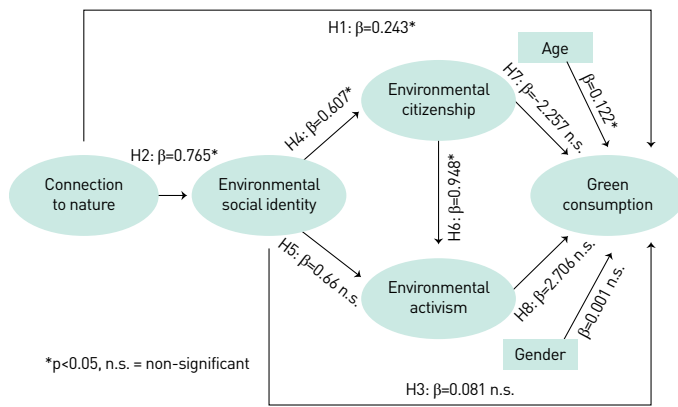 H1: β=0.243*
Age
Environmental
citizenship
H7: β=-2.257 n.s.
β=0.122*
H4: β=0.607*
H2: β=0.765*
Connection
to nature
Environmental
social identity
H6: β=0.948*
Green
consumption
H5: β=0.66 n.s.
Environmental
activism
H8: β=2.706 n.s.
β=0.001 n.s.
Gender
*p<0.05, n.s. = non-significant
H3: β=0.081 n.s.